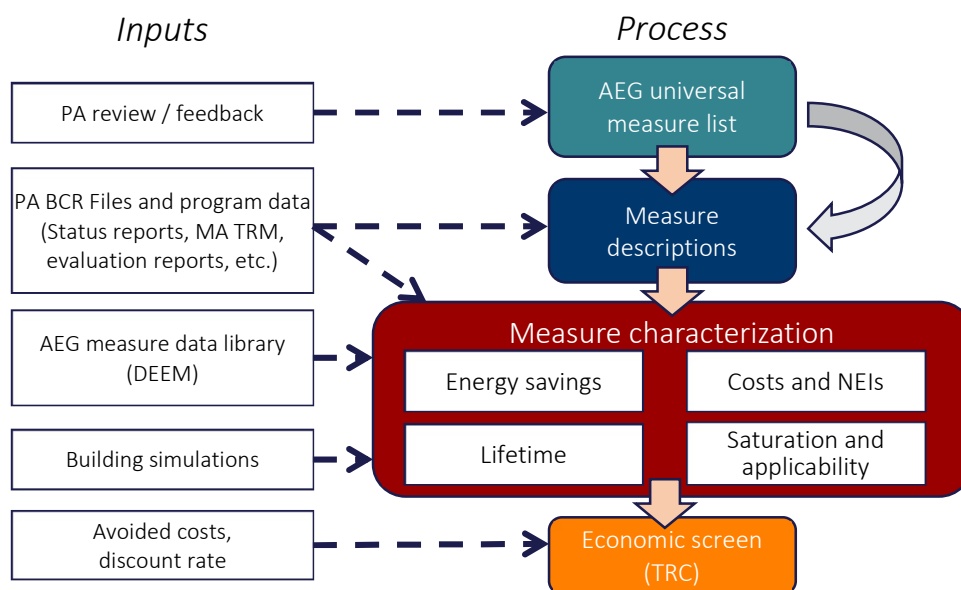 Inputs
Process
PA review / feedback
AEG universal
measure list
PA BCR Files and program data
(Status reports, MA TRM,
evaluation reports, etc.)
Measure
descriptions
AEG measure data library
(DEEM)
Measure characterization
Energy savings
Costs and NEIs
Building simulations
Lifetime
Saturation and
applicability
Avoided costs,
discount rate
Economic screen
(TRC)